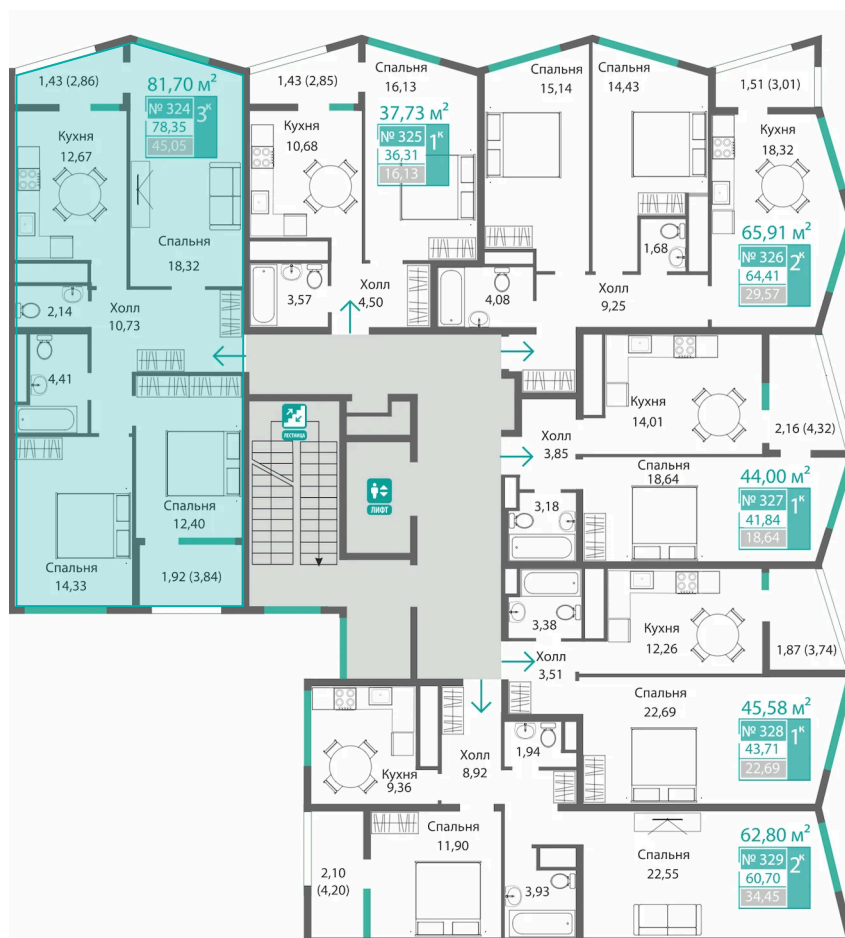 1,43 (2,86)
81,70 м²
№ 324
78,35
45,05
3к
Кухня
12,67
Спальня
18,32
2,14
Холл
10,73
4,41
Спальня
12,40
Спальня
14,33
1,92 (3,84)
1,43 (2,85)
Спальня
16,13
37,73 м²
№ 325
36,31
16,13
1к
Кухня
10,68
3,57
Холл
4,50
Спальня
15,14
Спальня
14,43
1,51 (3,01)
Кухня
18,32
65,91 м²
№ 326
64,41
29,57
2к
1,68
4,08
Холл
9,25
ЛЕСТНИЦА
ЛИФТ
Кухня
14,01
2,16 (4,32)
Холл
3,85
Спальня
18,64
44,00 м²
№ 327
41,84
18,64
1к
3,18
3,38
Кухня
12,26
1,87 (3,74)
Холл
3,51
Спальня
22,69
45,58 м²
№ 328
43,71
22,69
1к
Кухня
9,36
Холл
8,92
1,94
Спальня
11,90
2,10
(4,20)
3,93
Спальня
22,55
62,80 м²
№ 329
60,70
34,45
2к